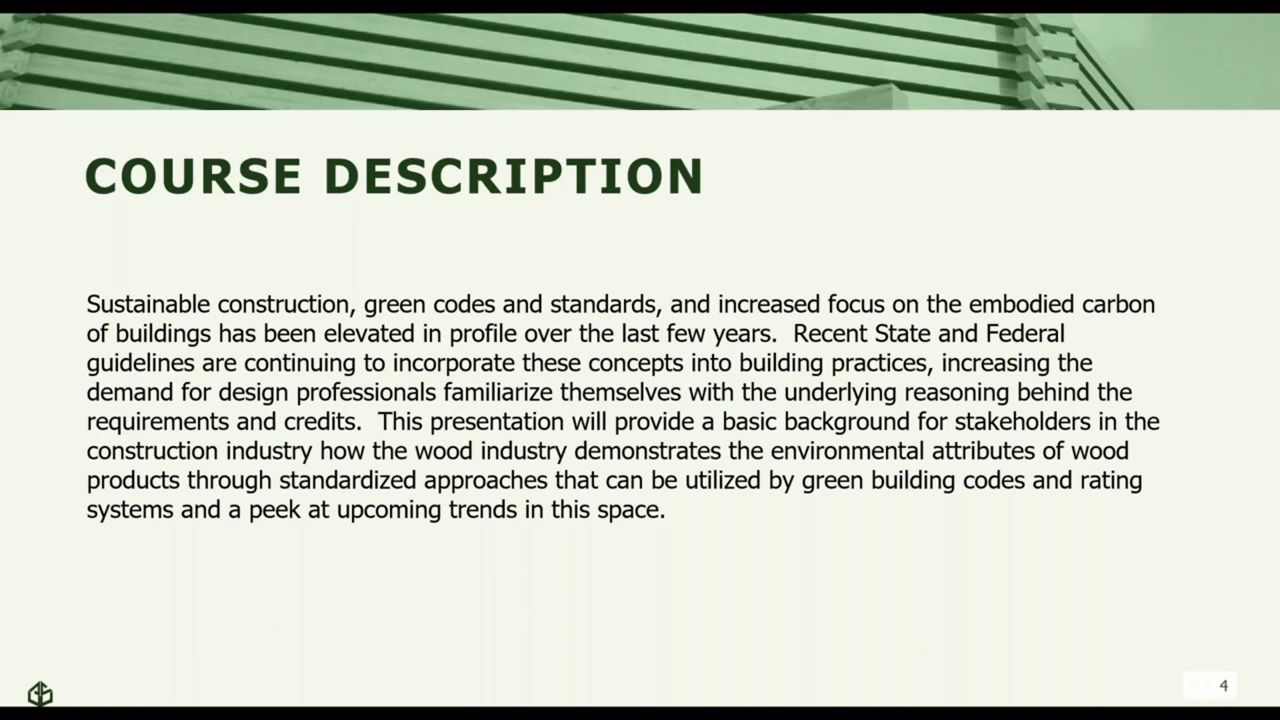 COURSE DESCRIPTION
Sustainable construction, green codes and standards, and increased focus on the embodied carbon
of buildings has been elevated in profile over the last few years.  Recent State and Federal
guidelines are continuing to incorporate these concepts into building practices, increasing the
demand for design professionals familiarize themselves with the underlying reasoning behind the
requirements and credits.  This presentation will provide a basic background for stakeholders in the
construction industry how the wood industry demonstrates the environmental attributes of wood
products through standardized approaches that can be utilized by green building codes and rating
systems and a peek at upcoming trends in this space.
4